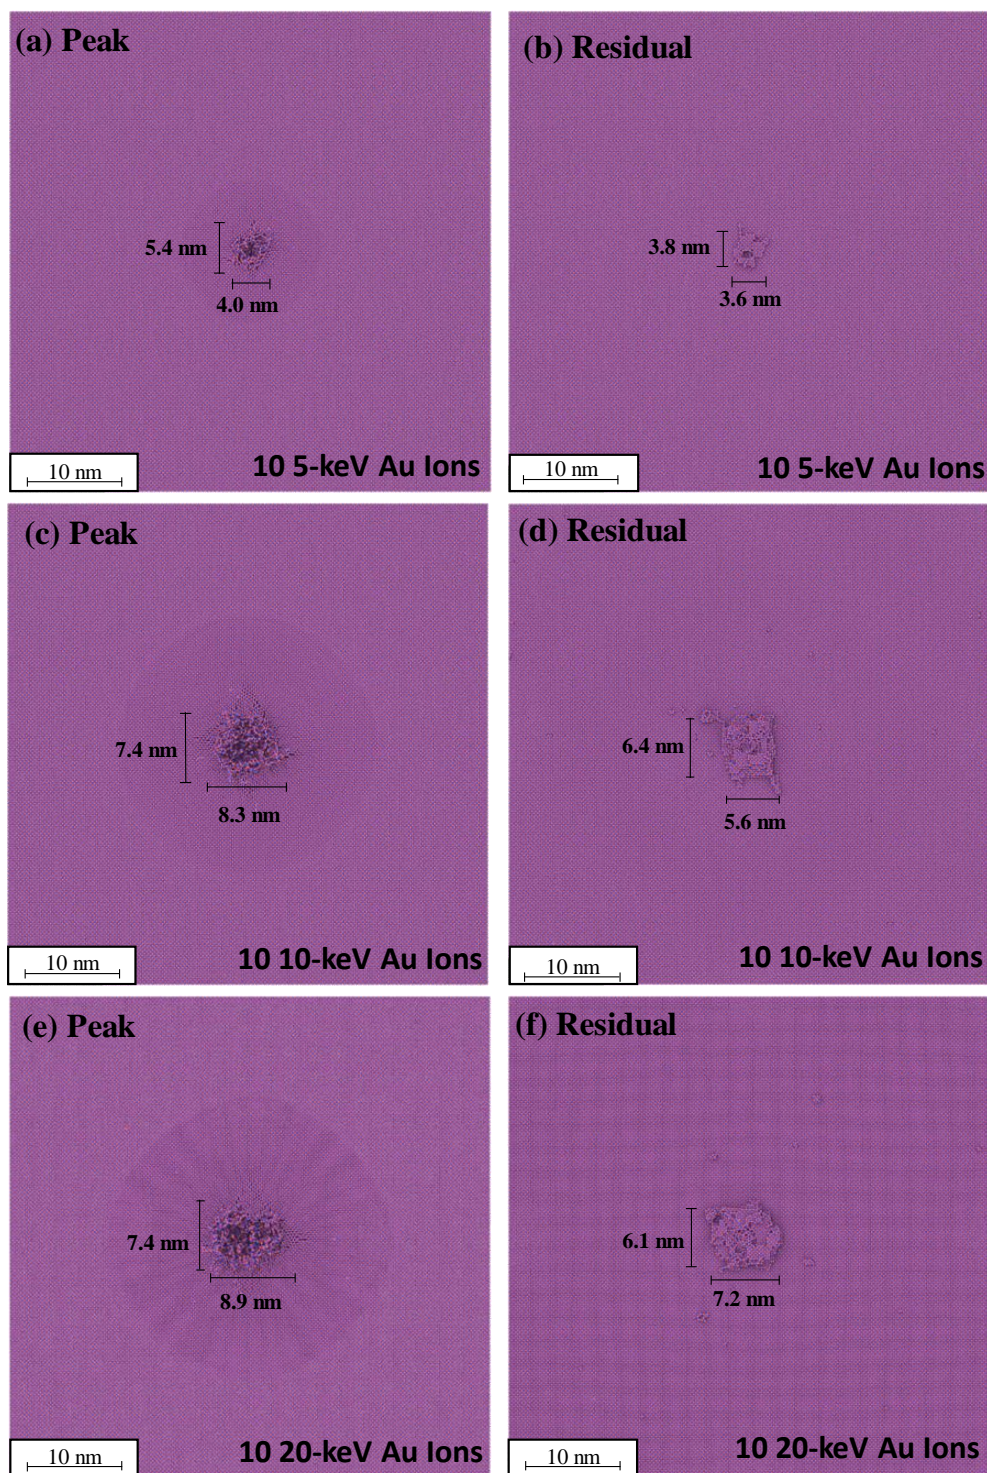 (a) Peak
5.4 nm
4.0 nm
10 nm
10 5-keV Au Ions
(b) Residual
3.8 nm
3.6 nm
10 nm
10 5-keV Au Ions
(c) Peak
7.4 nm
8.3 nm
10 nm
10 10-keV Au Ions
(d) Residual
6.4 nm
5.6 nm
10 nm
10 10-keV Au Ions
(e) Peak
7.4 nm
8.9 nm
10 nm
10 20-keV Au Ions
(f) Residual
6.1 nm
7.2 nm
10 nm
10 20-keV Au Ions